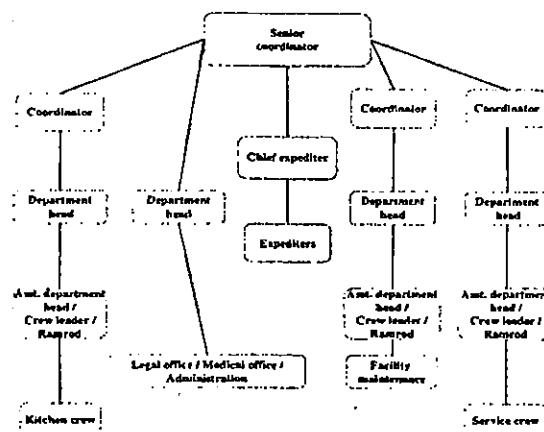 Senior
coordinator
Coordinator
Coordinator
Coordinator
Chief expediter
Department
head
Department
head
Department
head
Department
head
Expediters
Asst. department
head /
Crew leader /
Ramrod
Asst. department
head /
Crew leader /
Ramrod
Asst. department
head /
Crew leader /
Ramrod
Legal office / Medical office /
Administration
Facility
maintenance
Kitchen crew
Service crew